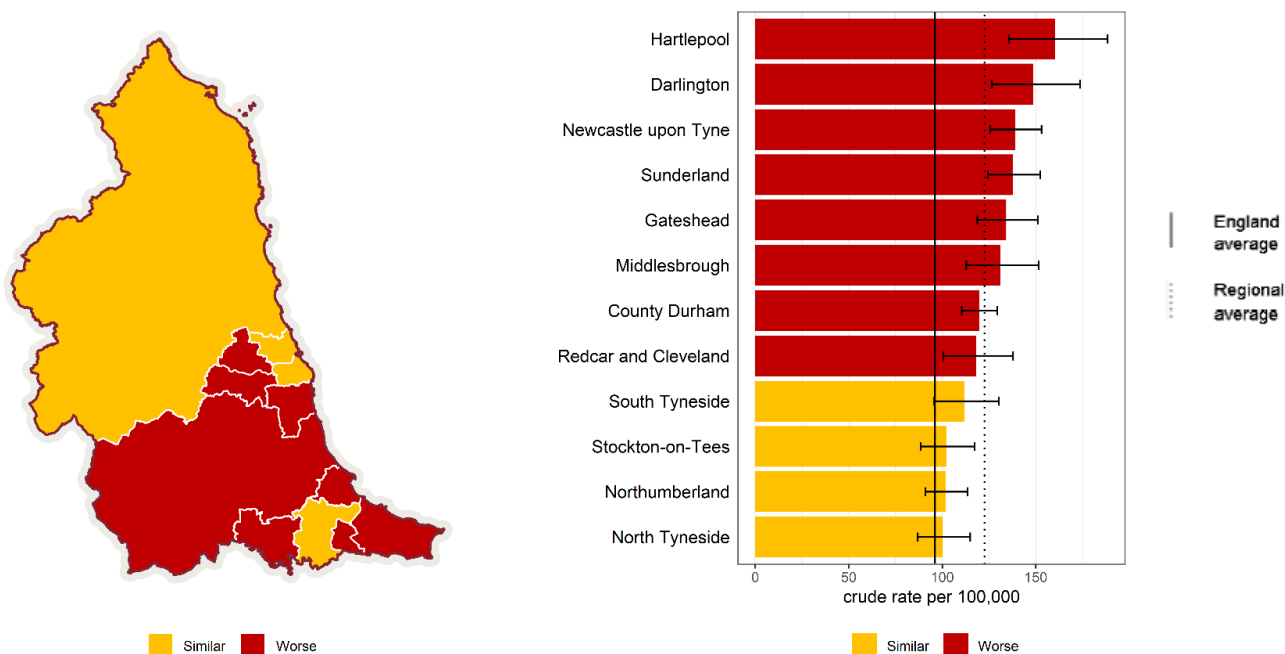 Similar
Worse
Hartlepool
Darlington
Newcastle upon Tyne
Sunderland
Gateshead
Middlesbrough
County Durham
Redcar and Cleveland
South Tyneside
Stockton-on-Tees
Northumberland
North Tyneside
0
50
100
150
crude rate per 100,000
Similar
Worse
England
average
Regional
average